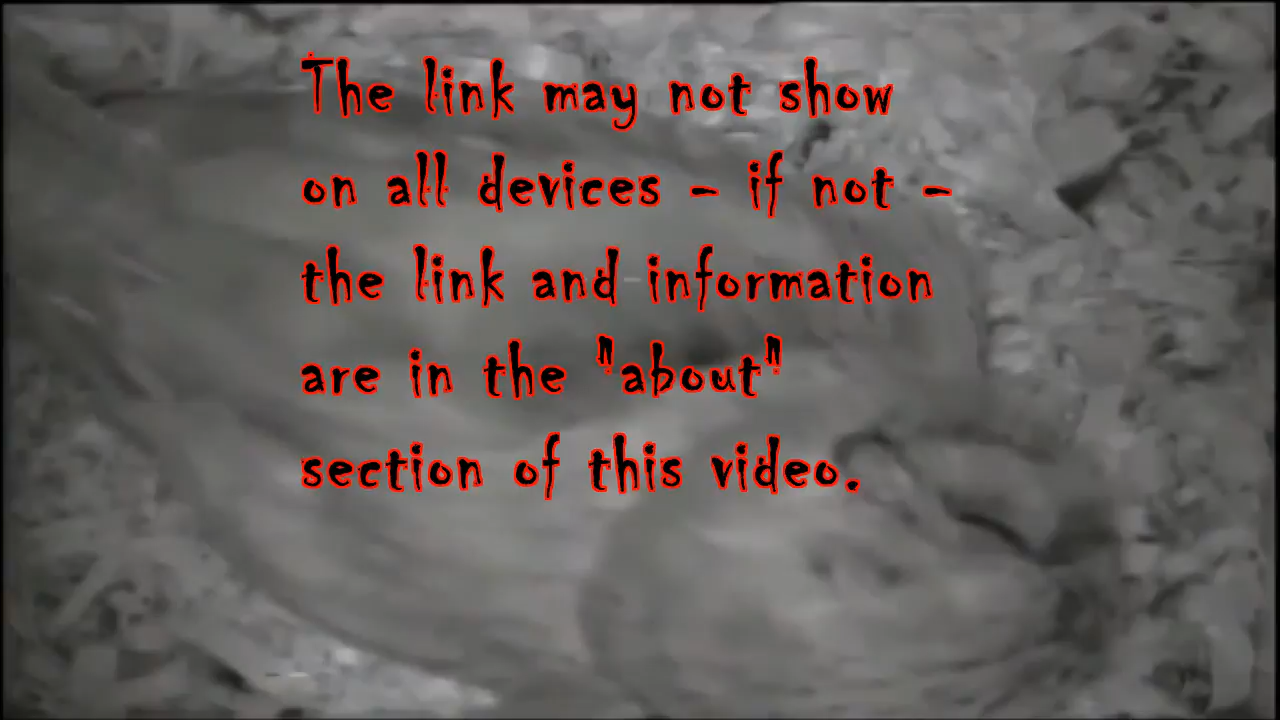 The link may not show
on all devices - if not -
the link and information
are in the "about"
section of this video.